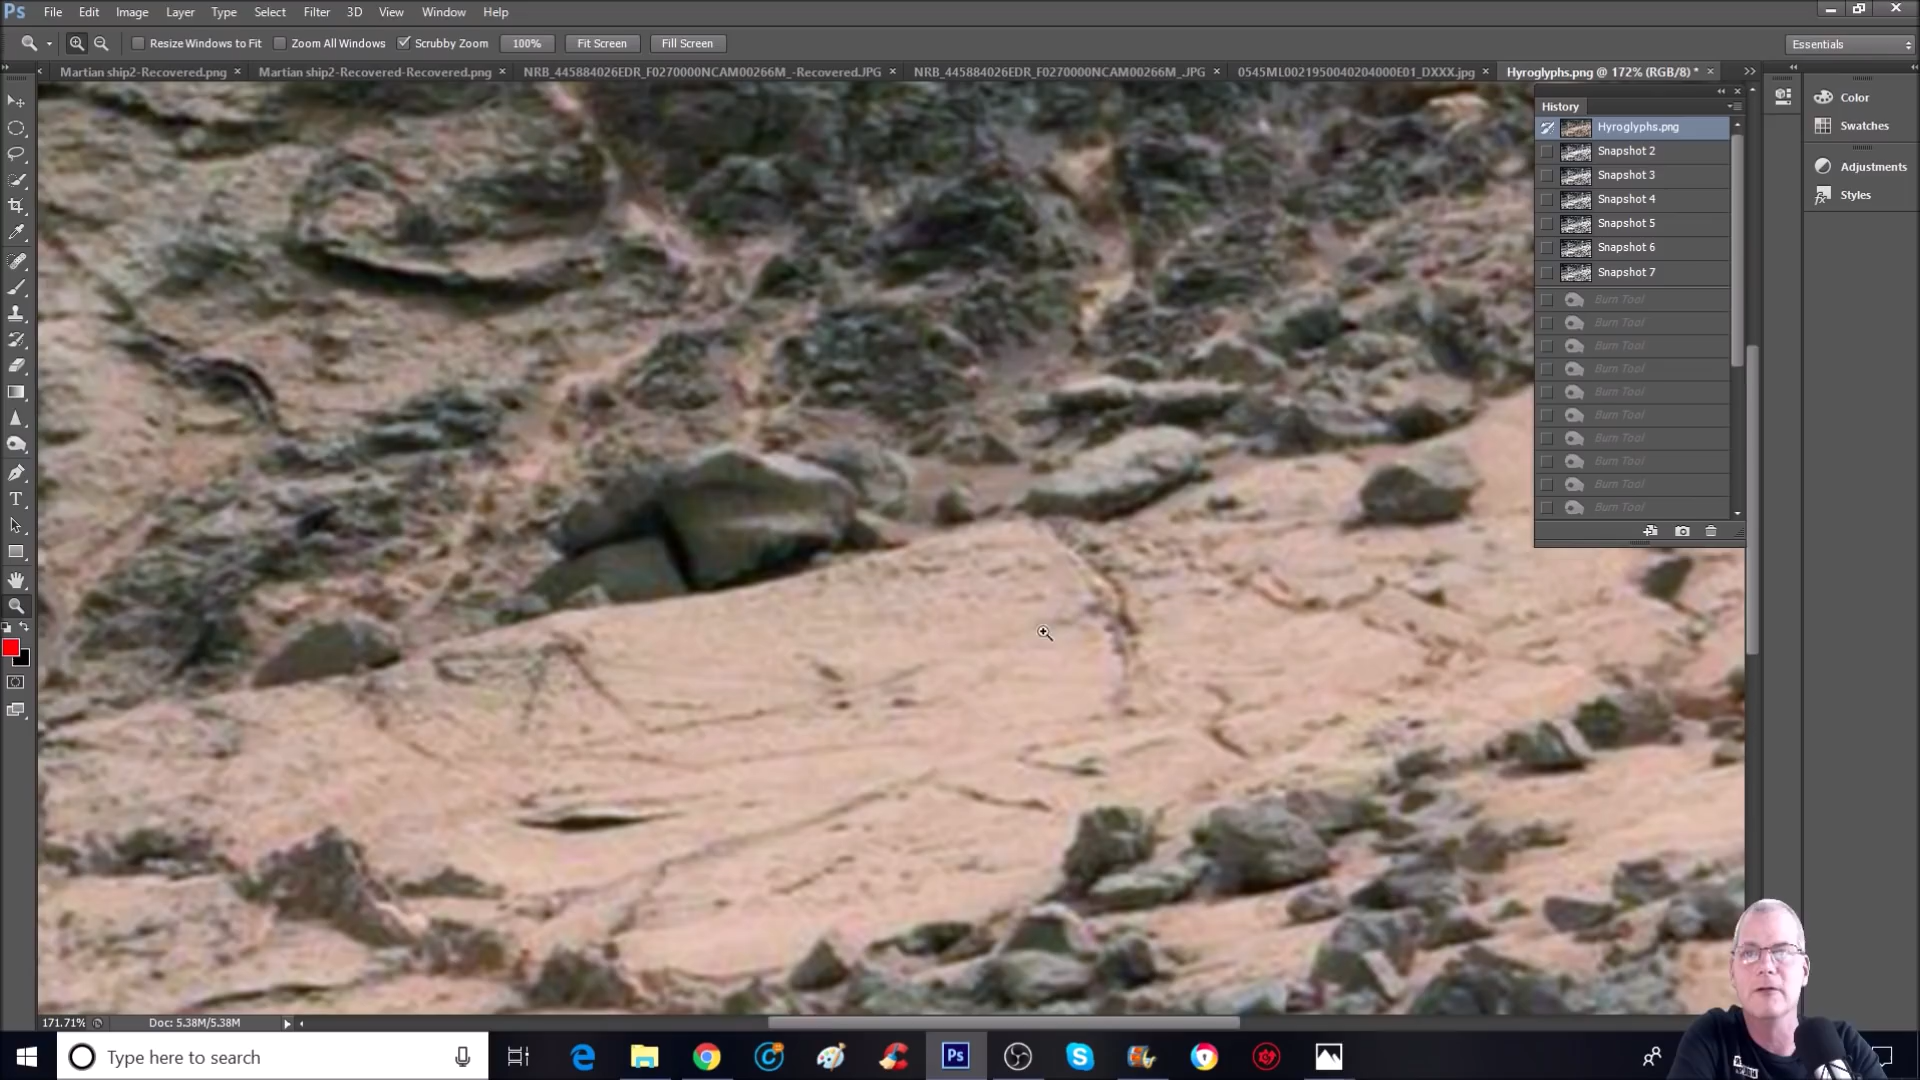 Ps File Edit Image Layer Type Select Filter 3D View Window Help
Resize Windows to Fit Zoom All Windows Scrubby Zoom 100% Fit Screen Fill Screen Essentials
Martian ship2-Recovered.png × Martian ship2-Recovered-Recovered.png × NRB_445884026EDR_F0270000NCAM00266M_-Recovered.JPG × NRB_445884026EDR_F0270000NCAM00266M_.JPG × 0545ML0021950040204000E01_DXXX.jpg × Hyroglyphs.png @ 172% (RGB/8) * ×
History
Hyroglyphs.png
Snapshot 2
Snapshot 3
Snapshot 4
Snapshot 5
Snapshot 6
Snapshot 7
Burn Tool
Burn Tool
Burn Tool
Burn Tool
Burn Tool
Burn Tool
Burn Tool
Burn Tool
Burn Tool
Burn Tool
Color
Swatches
Adjustments
Styles
171.71% Doc: 5.38M/5.38M
Type here to search
Ps